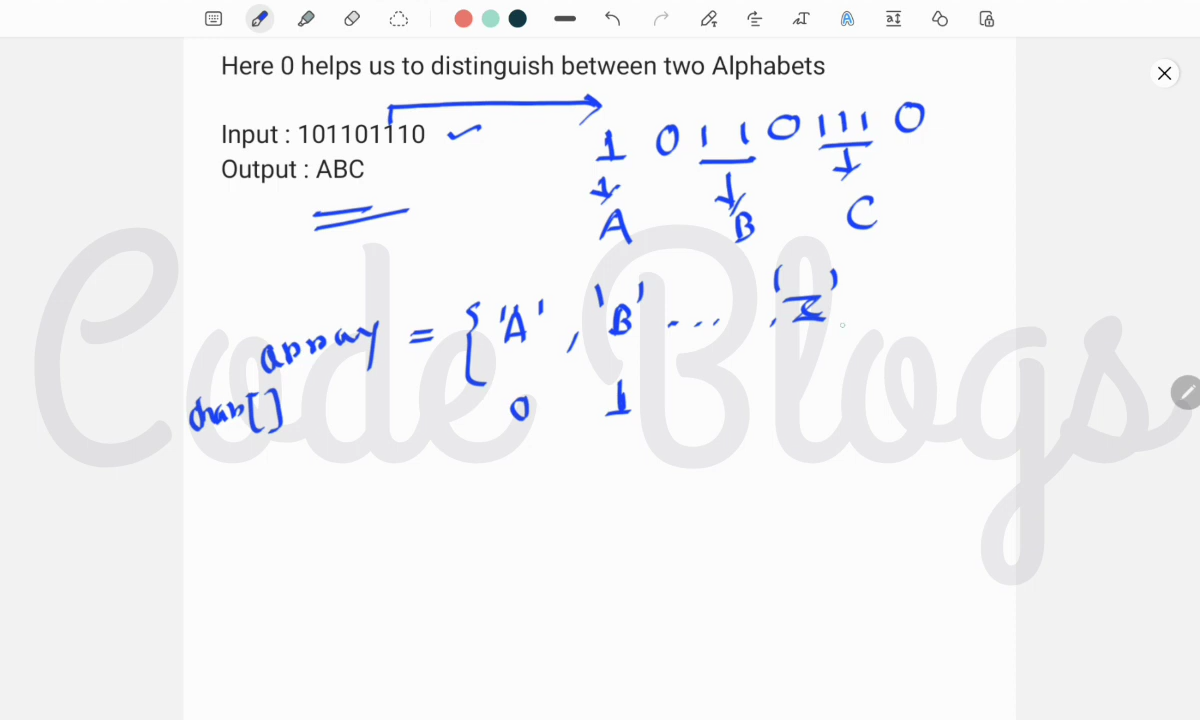 Here 0 helps us to distinguish between two Alphabets
Input : 101101110
Output : ABC
1 0 1 1 0 1 1 1 0
A B C
array = { 'A' , 'B' ... , 'Z'
char[]
0 1
Code Blogs